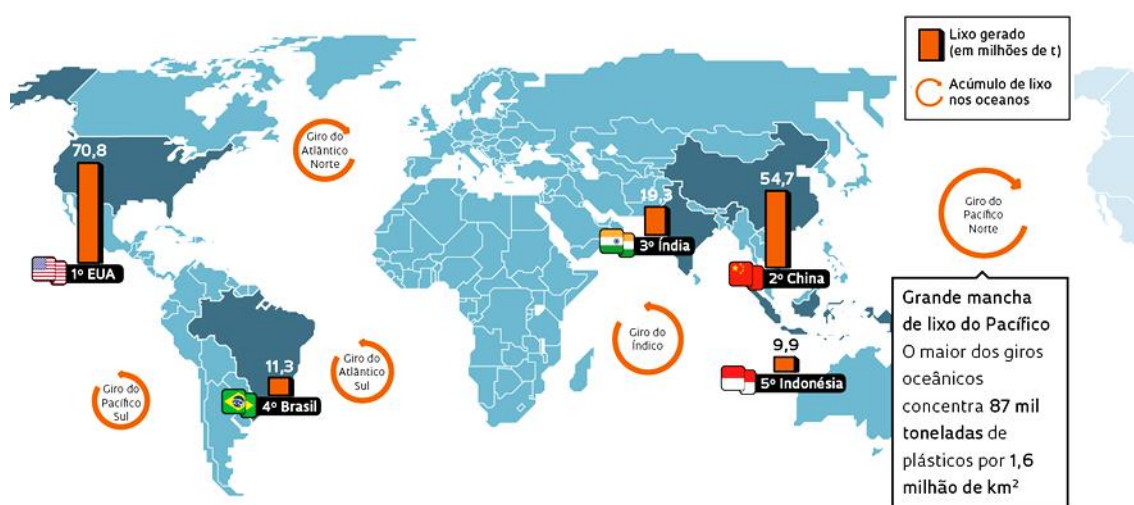 Lixo gerado
(em milhões de t)
Acúmulo de lixo
nos oceanos
Giro do
Atlântico
Norte
70,8
1º EUA
19,3
3º Índia
54,7
2º China
Giro do
Pacífico
Norte
Giro do
Pacífico
Sul
11,3
4º Brasil
Giro do
Atlântico
Sul
Giro do
Índico
9,9
5º Indonésia
Grande mancha
de lixo do Pacífico
O maior dos giros
oceânicos
concentra 87 mil
toneladas de
plásticos por 1,6
milhão de km²